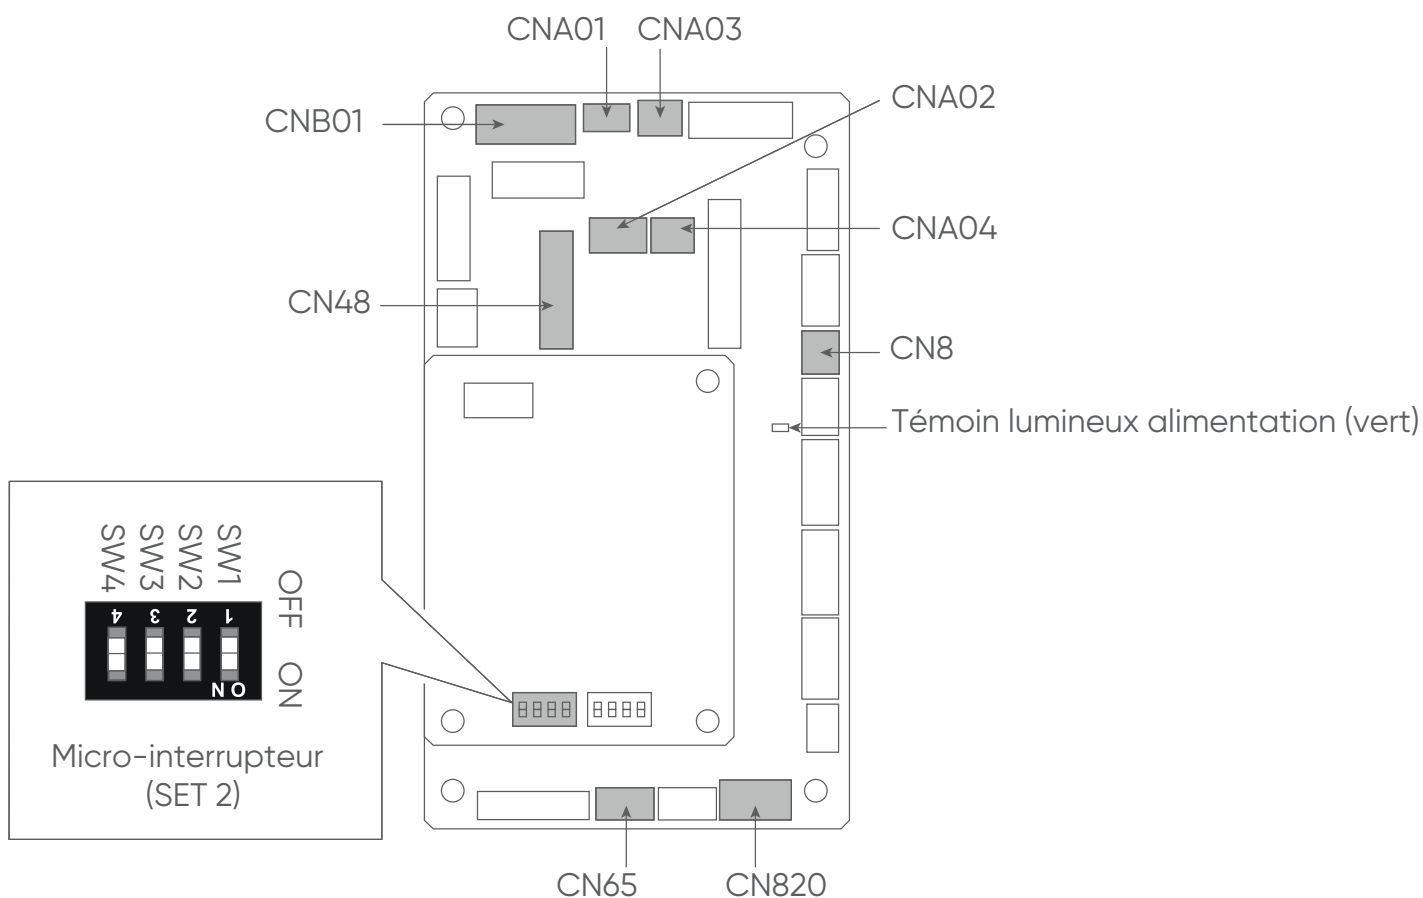 CNA01 CNA03
CNA02
CNB01
CNA04
CN48
CN8
Témoin lumineux alimentation (vert)
SW4 SW3 SW2 SW1
OFF
4 3 2 1
ON
ON
Micro-interrupteur
(SET 2)
CN65 CN820